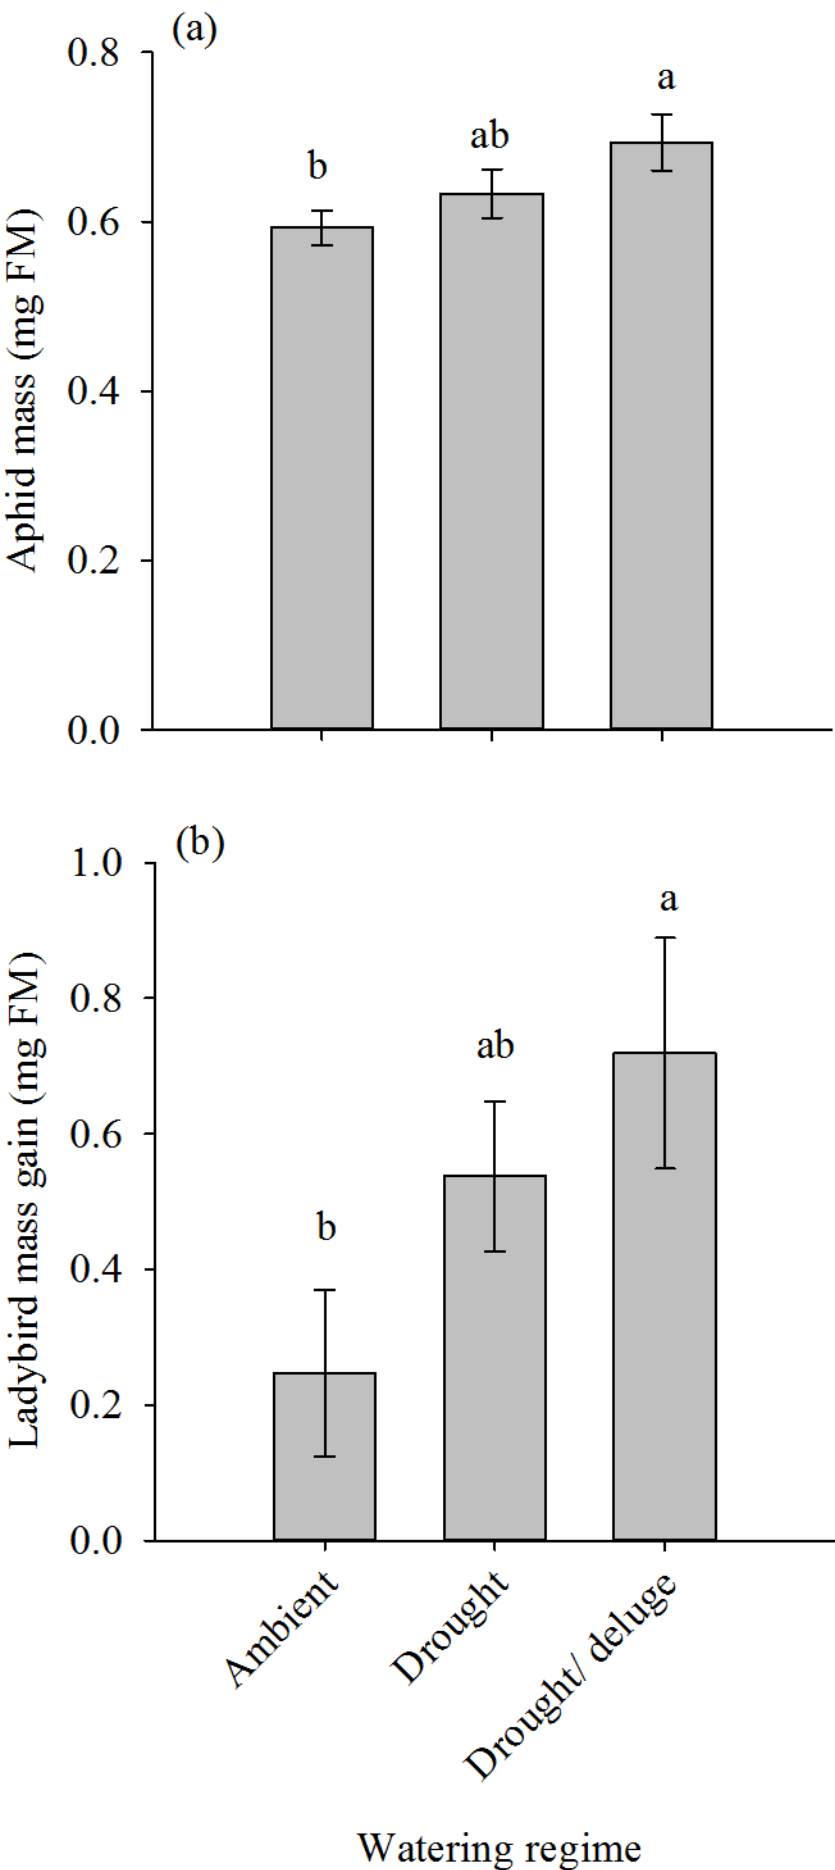 (a)
0.8
0.6
0.4
0.2
0.0
Aphid mass (mg FM)
b
ab
a
(b)
1.0
0.8
0.6
0.4
0.2
0.0
Ladybird mass gain (mg FM)
b
ab
a
Ambient
Drought
Drought/ deluge
Watering regime